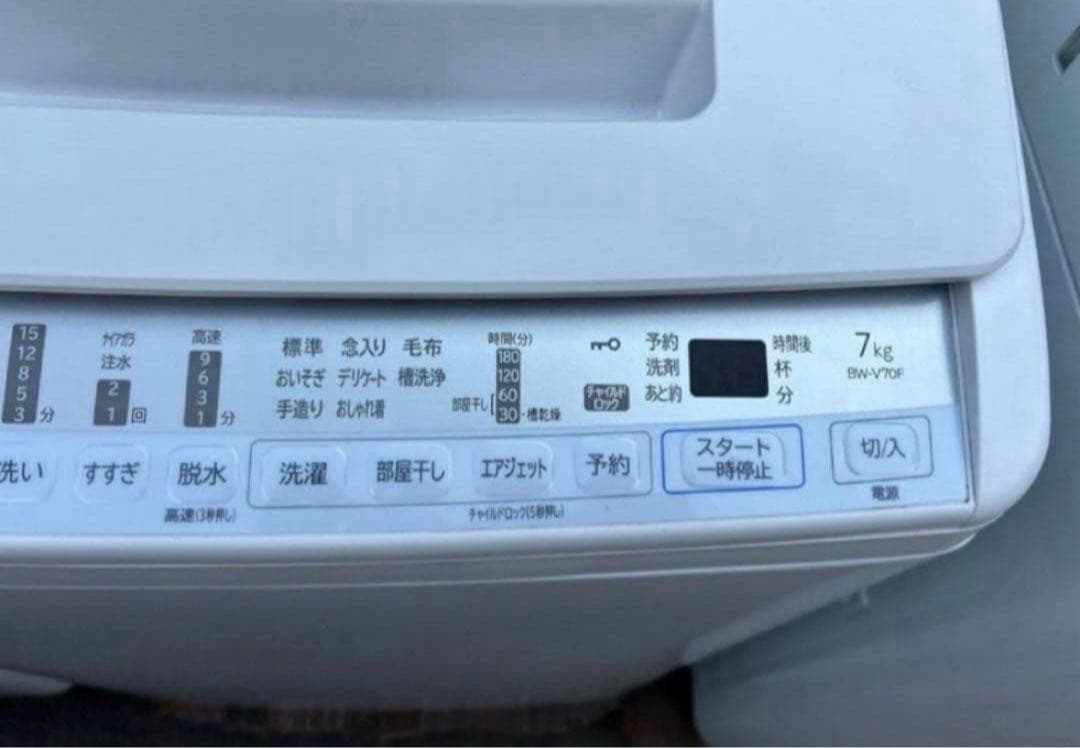 15
12
8
5
3 分
ナイアガラ
注水
2
1 回
高速
9
6
3
1 分
標準 念入り 毛布
おいそぎ デリケート 槽洗浄
手造り おしゃれ着
時間(分)
180
120
部屋干し 60
30・槽乾燥
チャイルド
ロック
予約 時間後
洗剤 杯
あと約 分
7kg
BW-V70F
洗い すすぎ 脱水 洗濯 部屋干し エアジェット 予約
スタート
一時停止
切/入
高速(3秒押し)
チャイルドロック(5秒押し)
電源